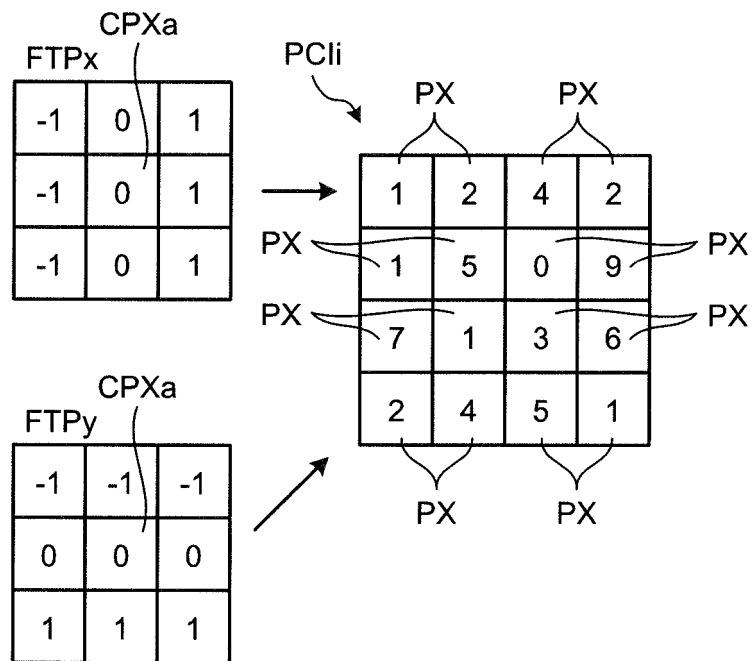 CPXa
FTPx
-1 0 1
-1 0 1
-1 0 1
PCIi
PX PX
1 2 4 2
PX 1 5 0 9 PX
PX 7 1 3 6 PX
2 4 5 1
PX PX
CPXa
FTPy
-1 -1 -1
0 0 0
1 1 1